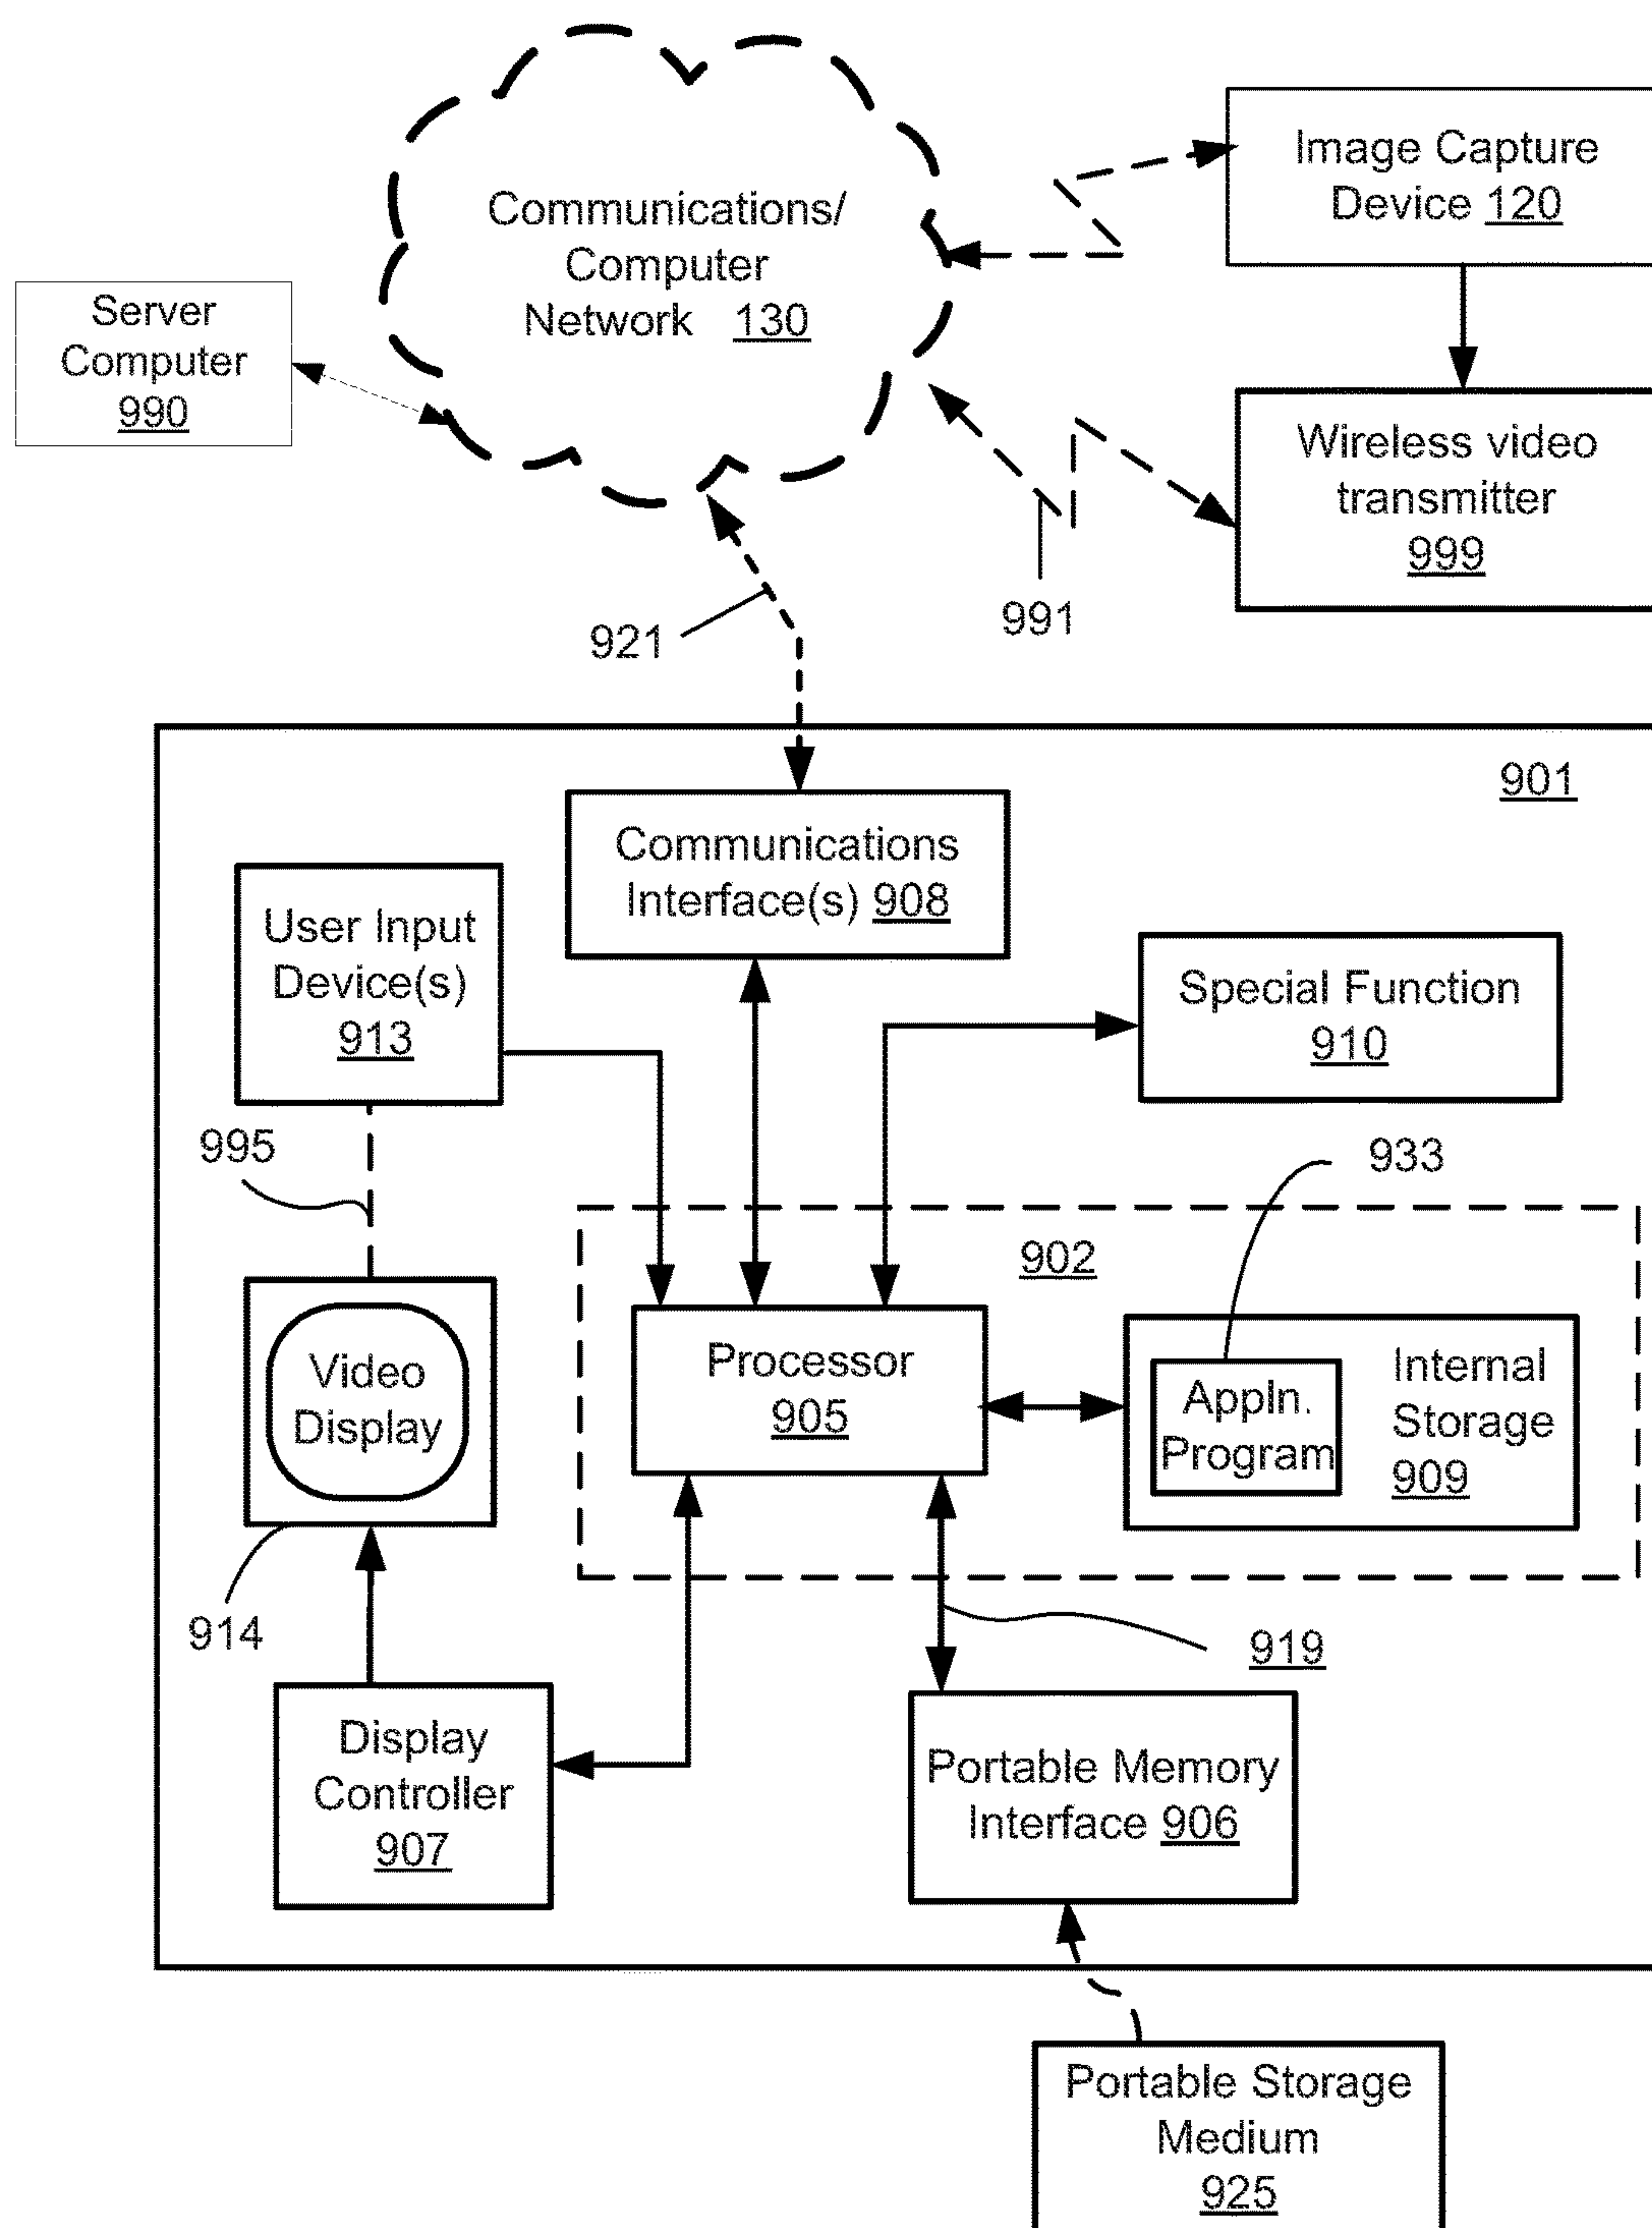 Image Capture
Device 120
Communications/
Computer
Network 130
Server
Computer
990
Wireless video
transmitter
999
991
921
901
Communications
Interface(s) 908
User Input
Device(s)
913
Special Function
910
995
933
902
Processor
905
Appln.
Program
Internal
Storage
909
Video
Display
914
919
Display
Controller
907
Portable Memory
Interface 906
Portable Storage
Medium
925